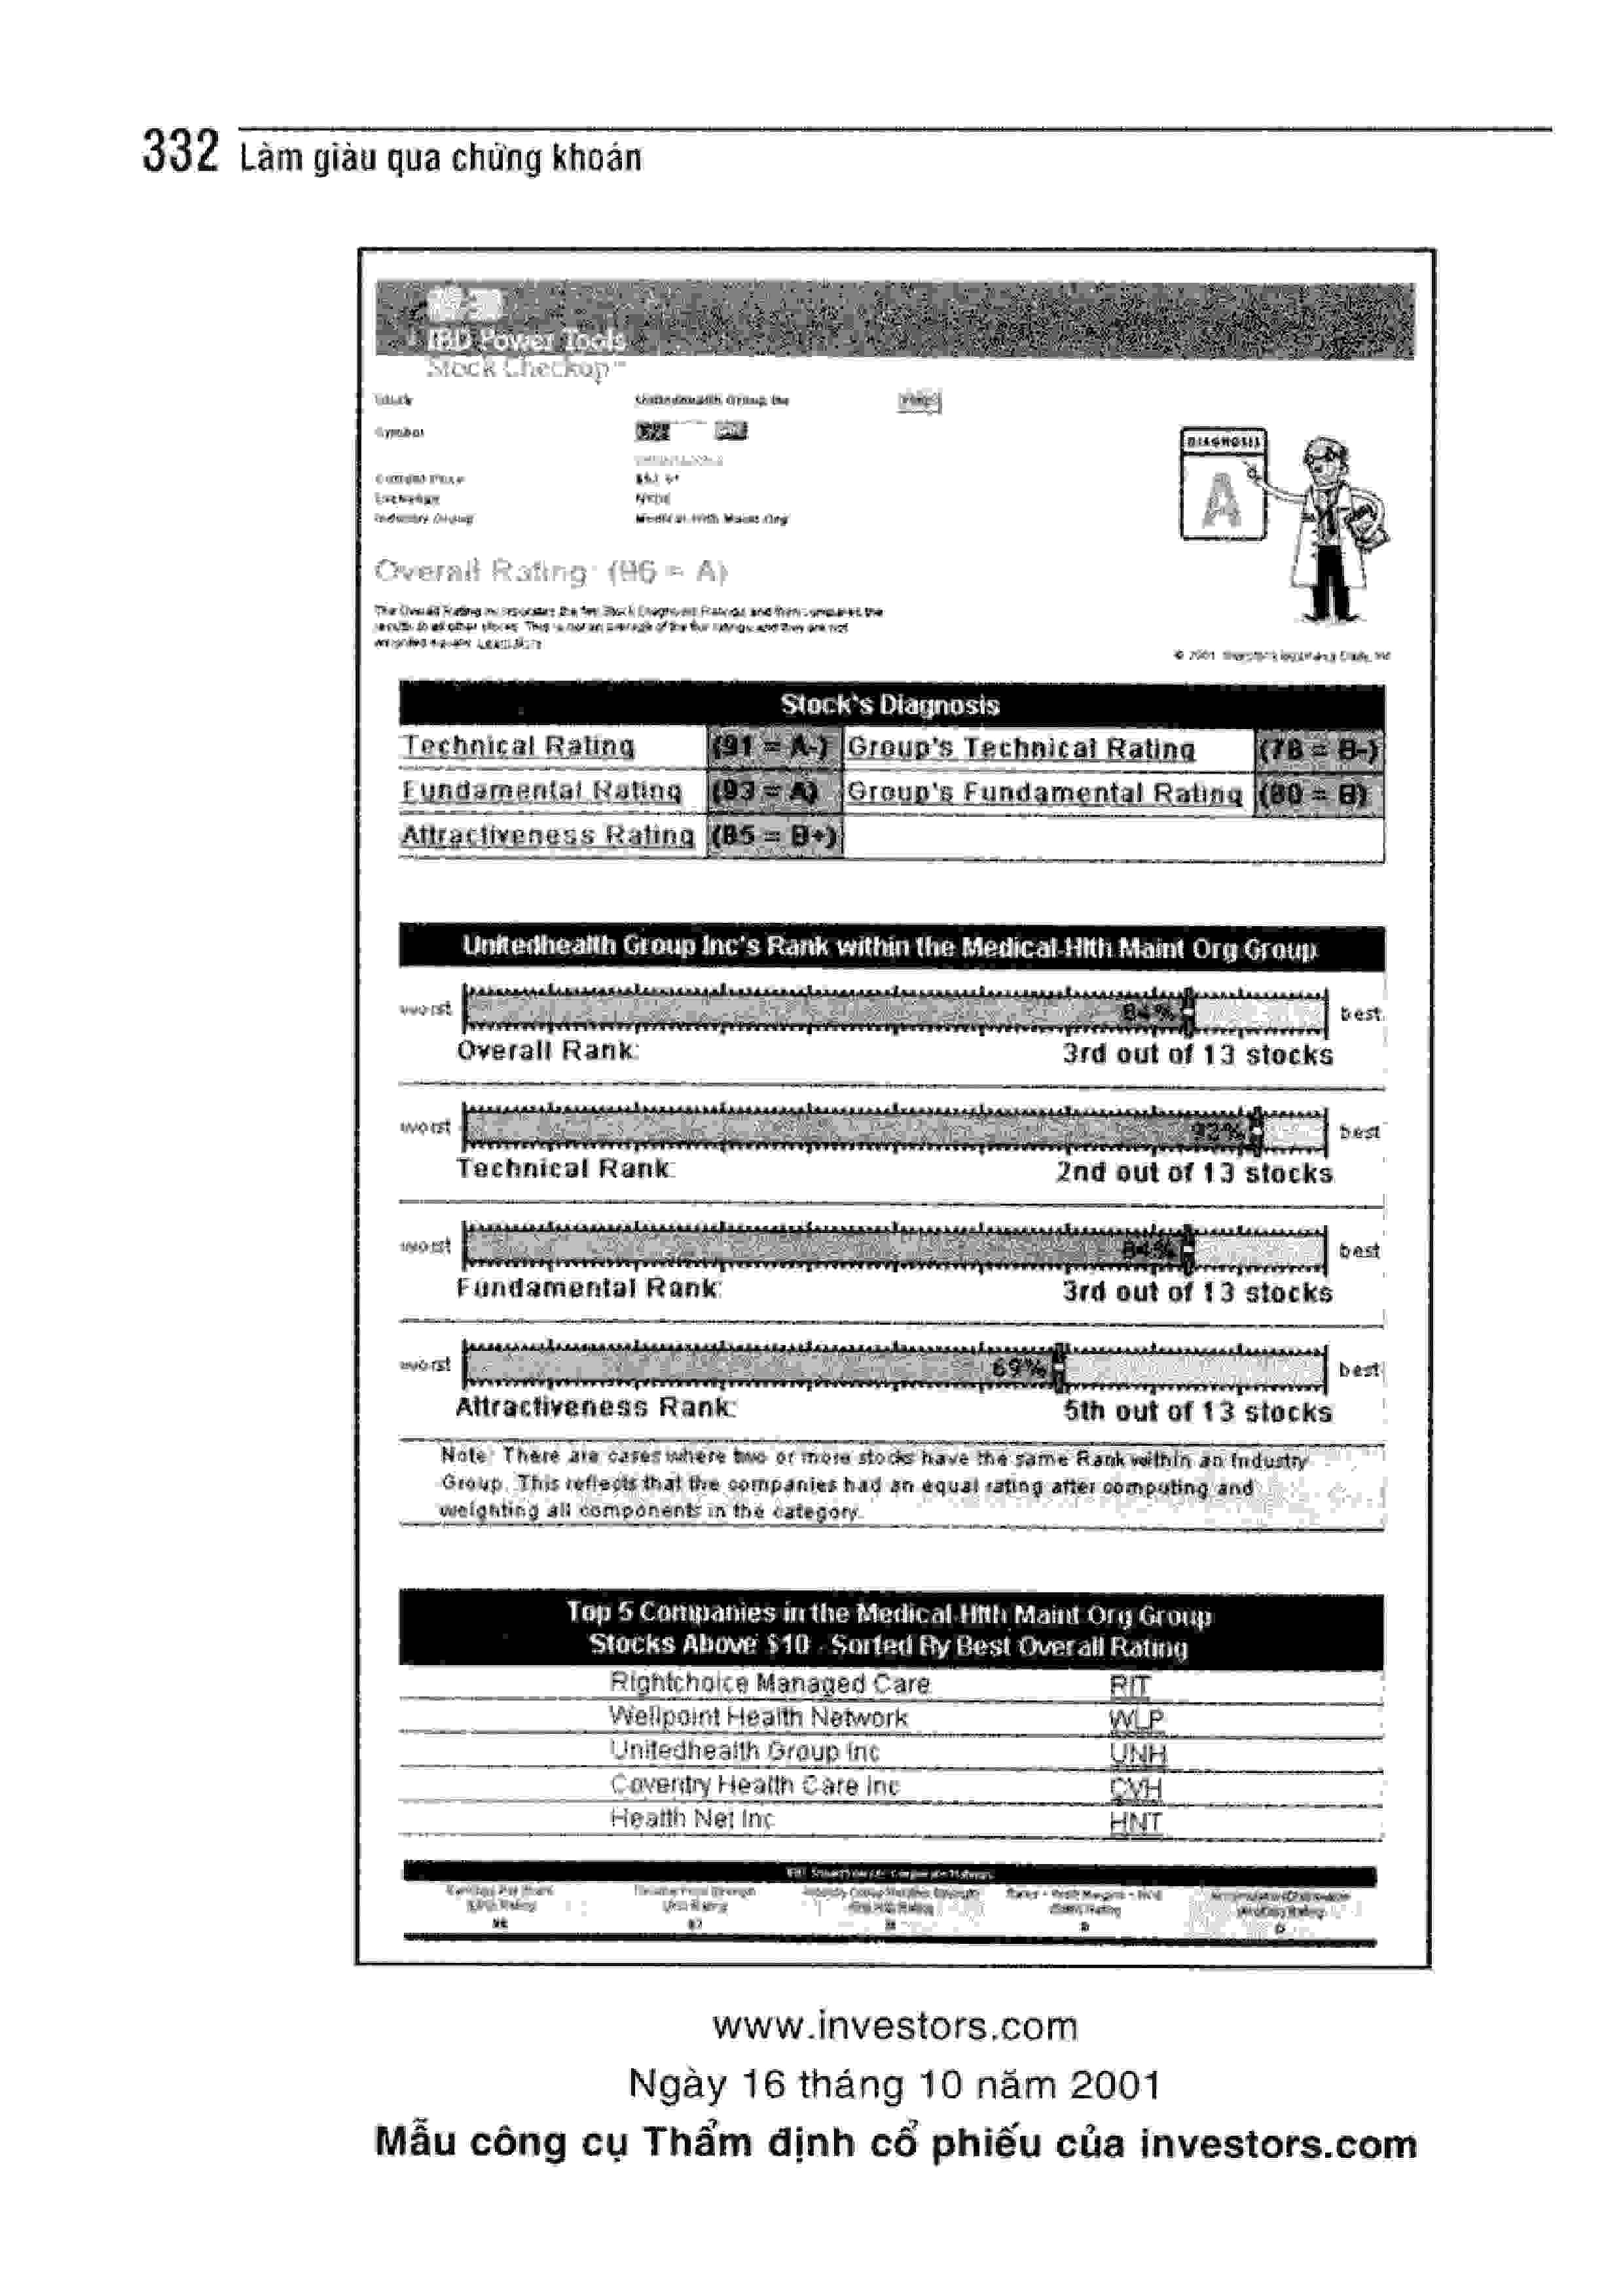 332 Làm giàu qua chứng khoán
IBD Power Tools
Stock Checkup™
Stock Unitedhealth Group Inc
Symbol
Current Price
Exchange NYSE
Industry Group Medical-Hlth Maint Org
DIAGNOSIS
A
Overall Rating: (96 = A)
Stock's Diagnosis
Technical Rating (91 = A-) Group's Technical Rating (78 = B-)
Fundamental Rating (93 = A) Group's Fundamental Rating (80 = B)
Attractiveness Rating (85 = B+)
Unitedhealth Group Inc's Rank within the Medical-Hlth Maint Org Group
worst 84% best
Overall Rank: 3rd out of 13 stocks
worst 92% best
Technical Rank: 2nd out of 13 stocks
worst 84% best
Fundamental Rank: 3rd out of 13 stocks
worst 69% best
Attractiveness Rank: 5th out of 13 stocks
Note: There are cases where two or more stocks have the same Rank within an Industry
Group. This reflects that the companies had an equal rating after computing and
weighting all components in the category.
Top 5 Companies in the Medical-Hlth Maint Org Group
Stocks Above $10 - Sorted By Best Overall Rating
Rightchoice Managed Care RIT
Wellpoint Health Network WLP
Unitedhealth Group Inc UNH
Coventry Health Care Inc CVH
Health Net Inc HNT
www.investors.com
Ngày 16 tháng 10 năm 2001
Mẫu công cụ Thẩm định cổ phiếu của investors.com